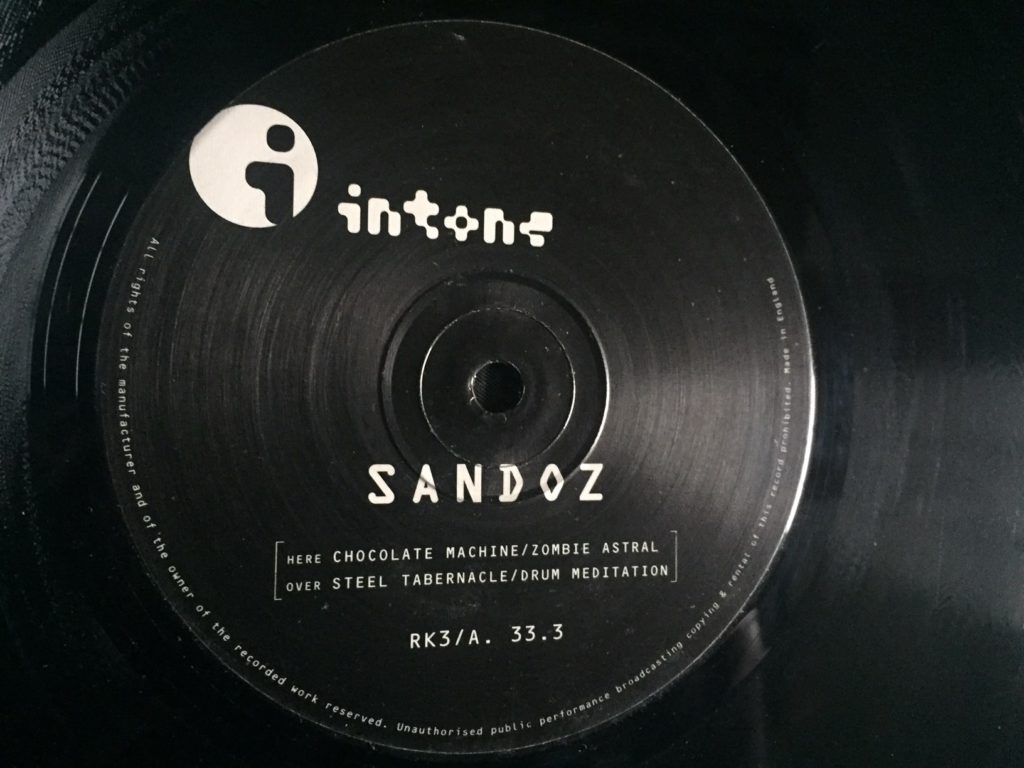 i
intone
SANDOZ
HERE CHOCOLATE MACHINE/ZOMBIE ASTRAL
OVER STEEL TABERNACLE/DRUM MEDITATION
RK3/A. 33.3
All rights of the manufacturer and of the owner of the recorded work reserved. Unauthorised public performance broadcasting copying & rental of this record prohibited. Made in England